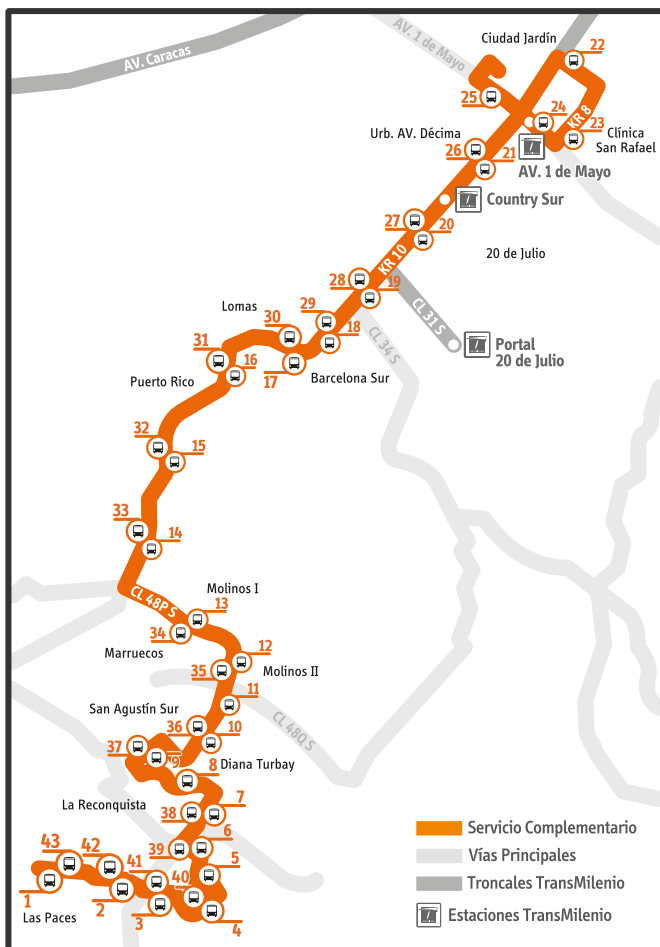 Ciudad Jardín
22
AV. 1 de Mayo
AV. Caracas
25
24
KR 8
23
Clínica
San Rafael
Urb. AV. Décima
26
21
AV. 1 de Mayo
Country Sur
27
20
20 de Julio
KR 10
28
19
Lomas
29
30
18
CL 31 S
CL 34 S
Portal
20 de Julio
31
16
17
Barcelona Sur
Puerto Rico
32
15
33
14
CL 48P S
Molinos I
13
34
Marruecos
12
35
Molinos II
11
San Agustín Sur
36
10
CL 48Q S
37
9
Diana Turbay
8
La Reconquista
7
38
6
39
5
43
42
41
40
1
2
3
4
Las Paces
Servicio Complementario
Vías Principales
Troncales TransMilenio
Estaciones TransMilenio